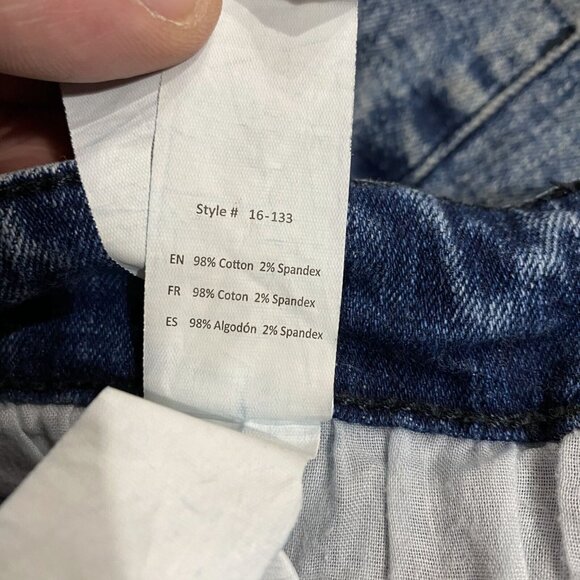 Style # 16-133
EN 98% Cotton 2% Spandex
FR 98% Coton 2% Spandex
ES 98% Algodón 2% Spandex